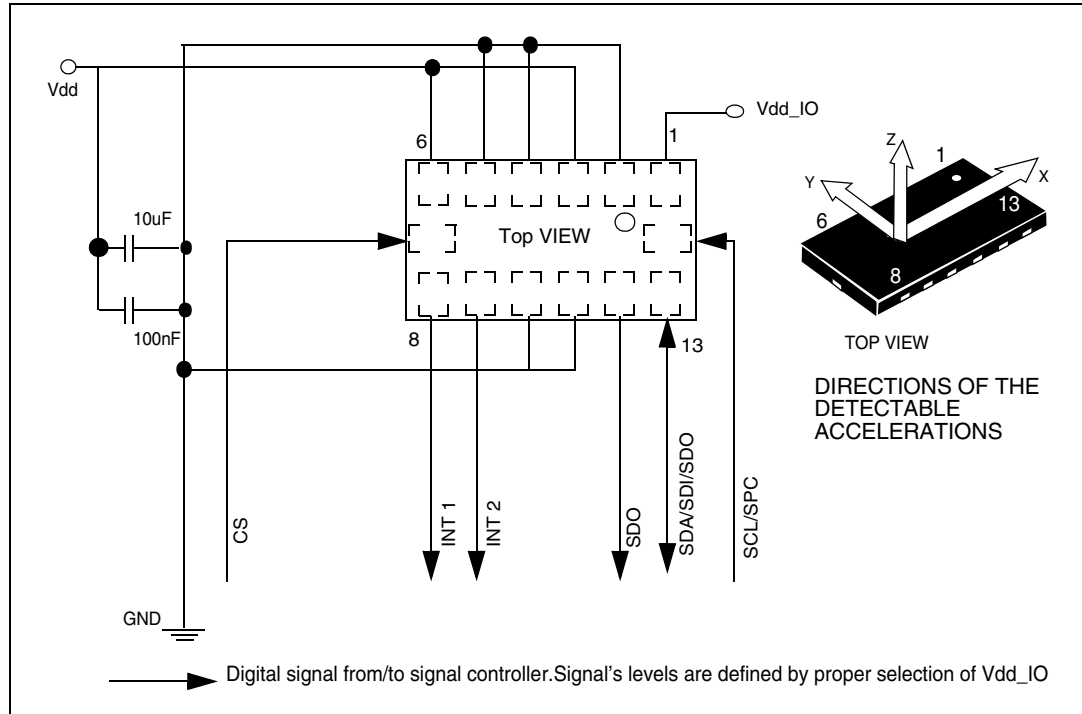 Vdd
Vdd_IO
6
1
10uF
100nF
Top VIEW
8
13
CS
INT 1
INT 2
SDO
SDA/SDI/SDO
SCL/SPC
GND
Z
1
Y
X
6
13
8
TOP VIEW
DIRECTIONS OF THE
DETECTABLE
ACCELERATIONS
Digital signal from/to signal controller.Signal's levels are defined by proper selection of Vdd_IO